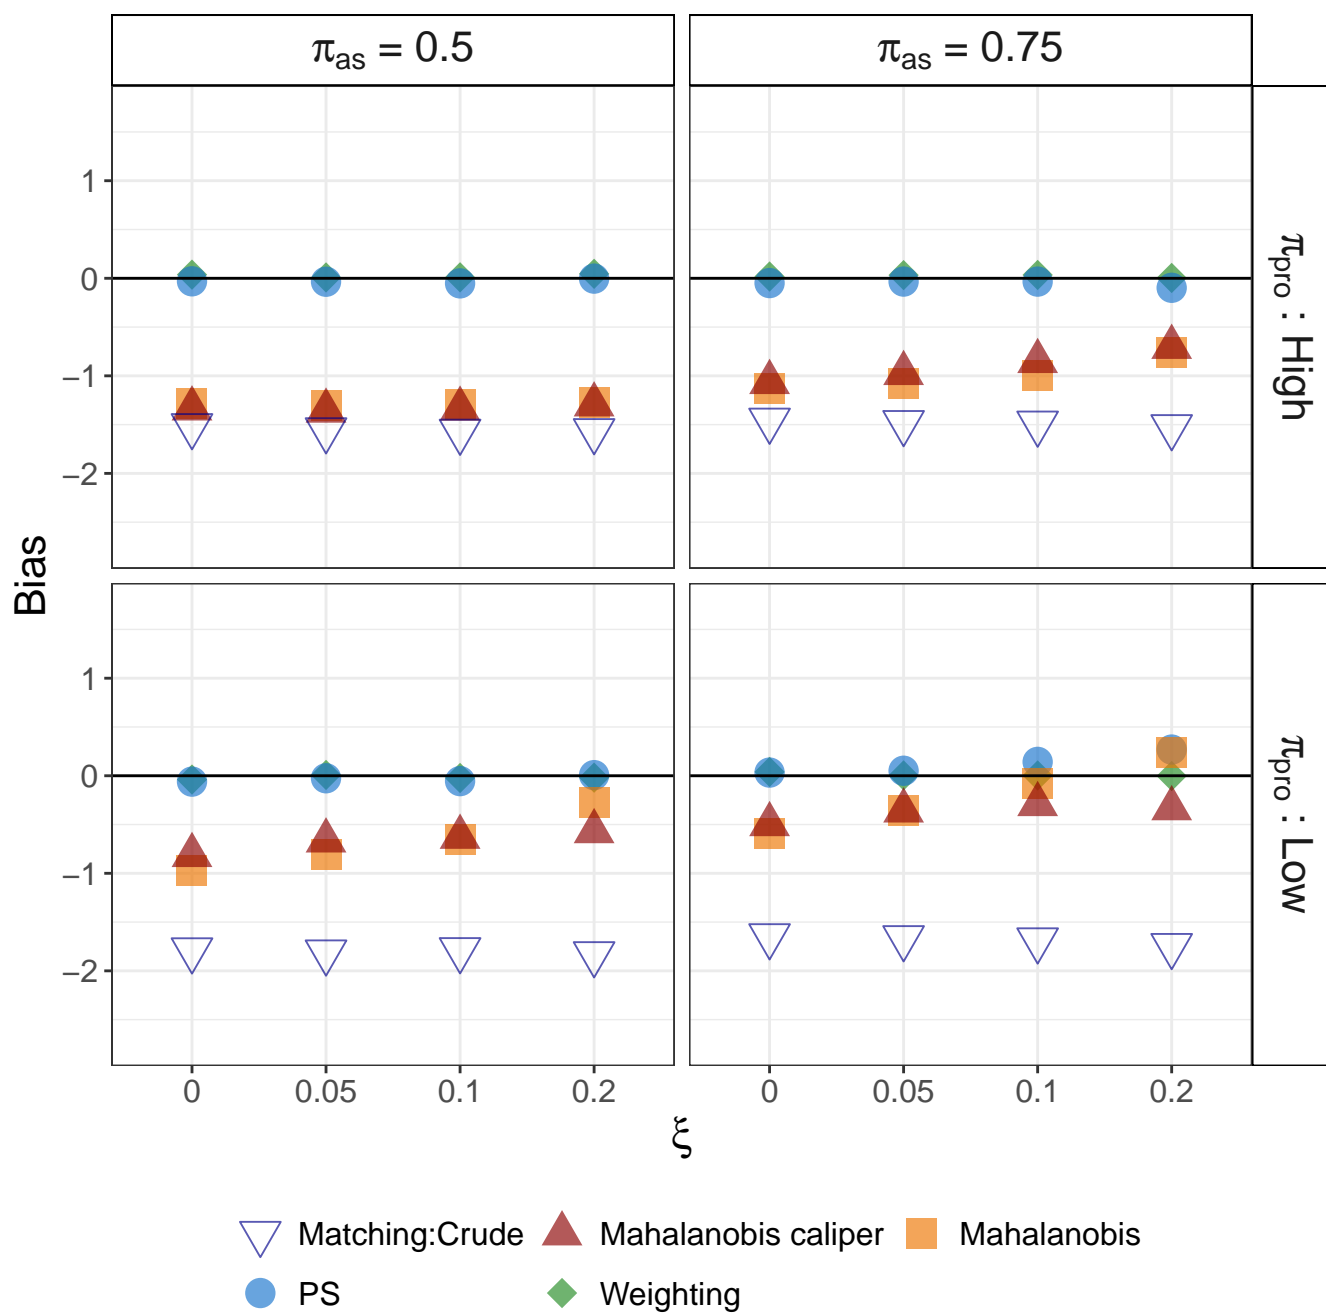 πas = 0.5
πas = 0.75
1
0
−1
−2
πpro : High
Bias
1
0
−1
−2
πpro : Low
0 0.05 0.1 0.2
0 0.05 0.1 0.2
ξ
Matching:Crude Mahalanobis caliper Mahalanobis
PS Weighting